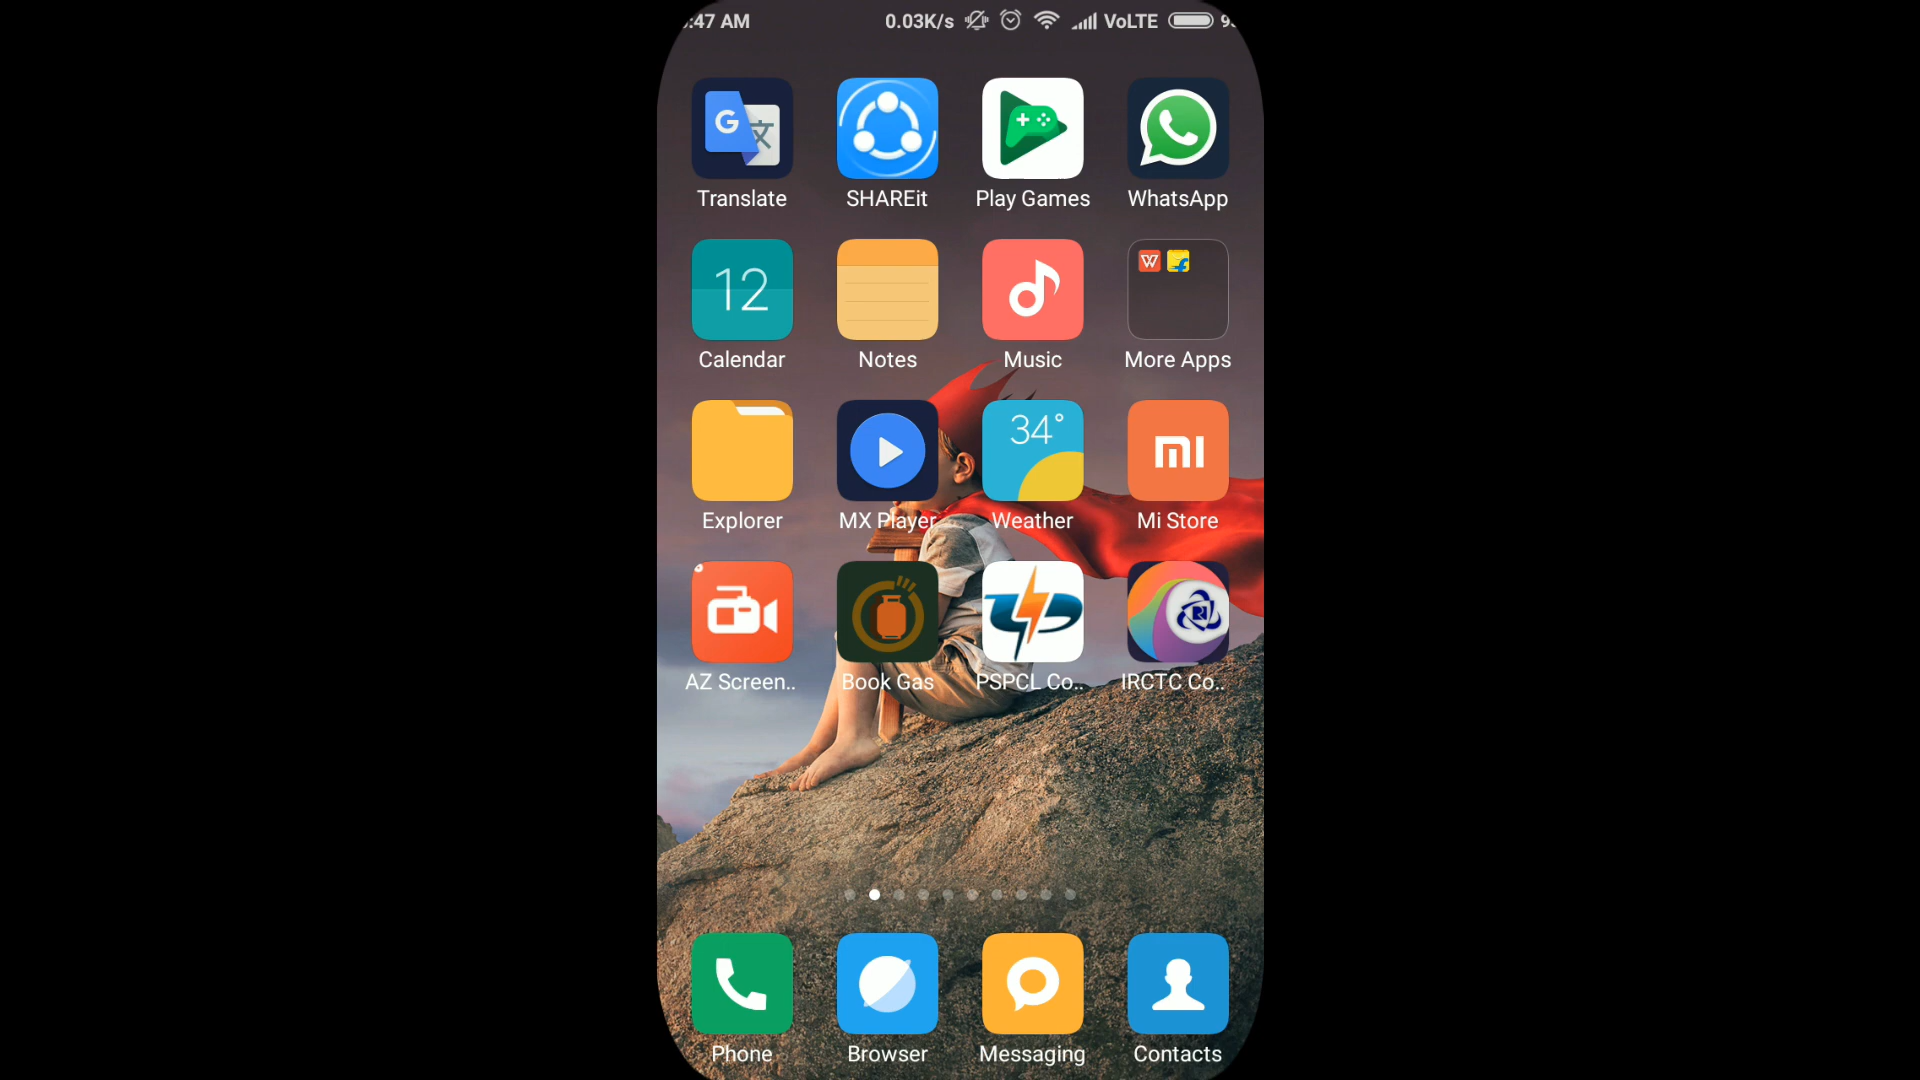 :47 AM 0.03K/s VoLTE
Translate SHAREit Play Games WhatsApp
12
Calendar Notes Music More Apps
34°
mi
Explorer MX Player Weather Mi Store
AZ Screen.. Book Gas PSPCL Co.. IRCTC Co..
Phone Browser Messaging Contacts